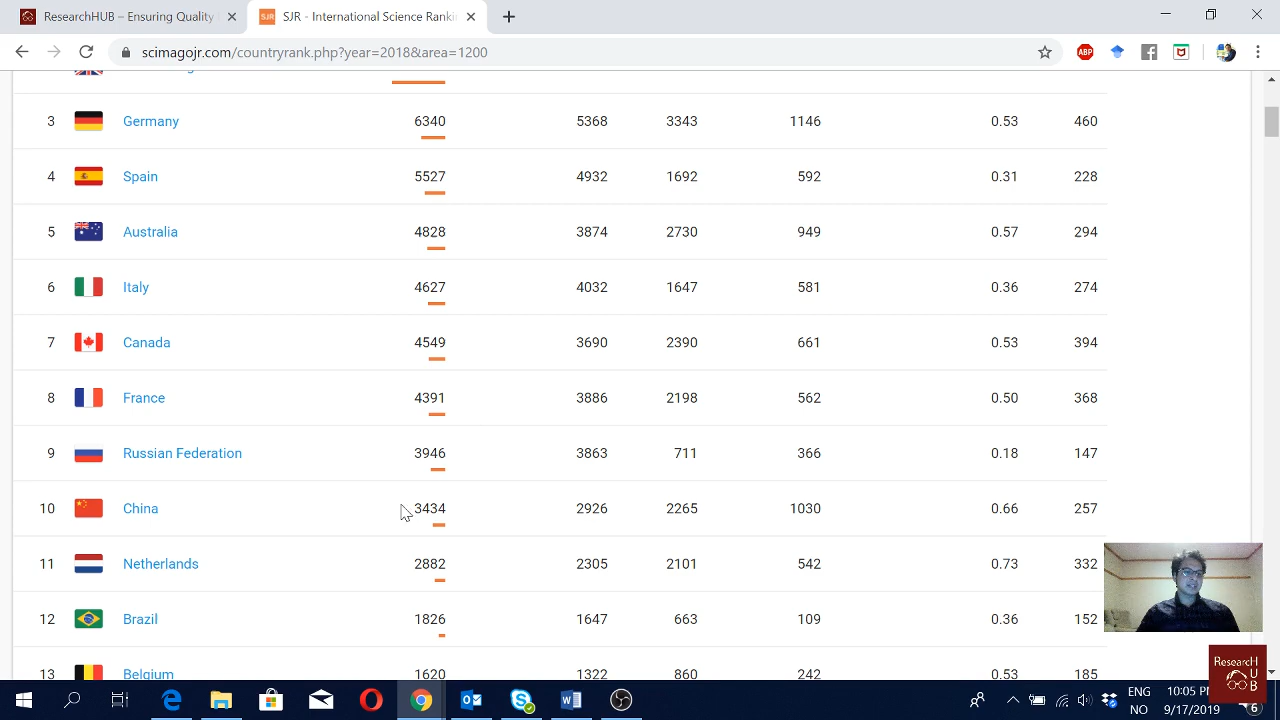 ResearchHUB – Ensuring Quality
SJR - International Science Rankin
scimagojr.com/countryrank.php?year=2018&area=1200
ABP
3 Germany 6340 5368 3343 1146 0.53 460
4 Spain 5527 4932 1692 592 0.31 228
5 Australia 4828 3874 2730 949 0.57 294
6 Italy 4627 4032 1647 581 0.36 274
7 Canada 4549 3690 2390 661 0.53 394
8 France 4391 3886 2198 562 0.50 368
9 Russian Federation 3946 3863 711 366 0.18 147
10 China 3434 2926 2265 1030 0.66 257
11 Netherlands 2882 2305 2101 542 0.73 332
12 Brazil 1826 1647 663 109 0.36 152
13 Belgium 1620 1322 860 242 0.53 185
ResearcH
U
B
ENG
NO
10:05 P
9/17/2019
6